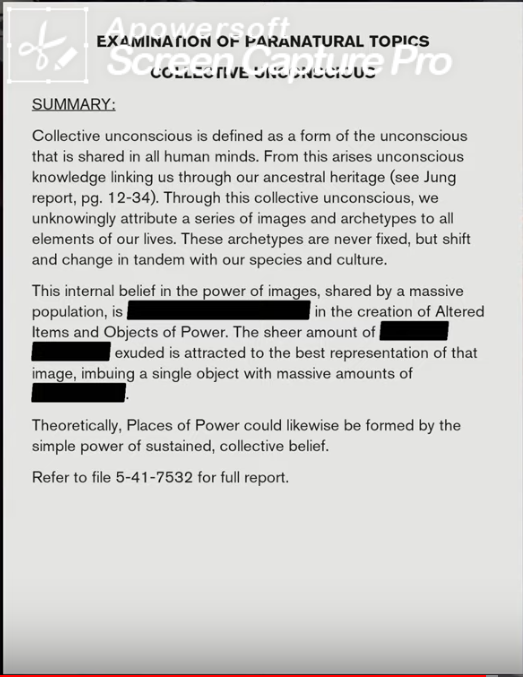 Apowersoft
Screen Capture Pro
EXAMINATION OF PARANATURAL TOPICS
COLLECTIVE UNCONSCIOUS
SUMMARY:
Collective unconscious is defined as a form of the unconscious
that is shared in all human minds. From this arises unconscious
knowledge linking us through our ancestral heritage (see Jung
report, pg. 12-34). Through this collective unconscious, we
unknowingly attribute a series of images and archetypes to all
elements of our lives. These archetypes are never fixed, but shift
and change in tandem with our species and culture.
This internal belief in the power of images, shared by a massive
population, is in the creation of Altered
Items and Objects of Power. The sheer amount of
exuded is attracted to the best representation of that
image, imbuing a single object with massive amounts of
.
Theoretically, Places of Power could likewise be formed by the
simple power of sustained, collective belief.
Refer to file 5-41-7532 for full report.